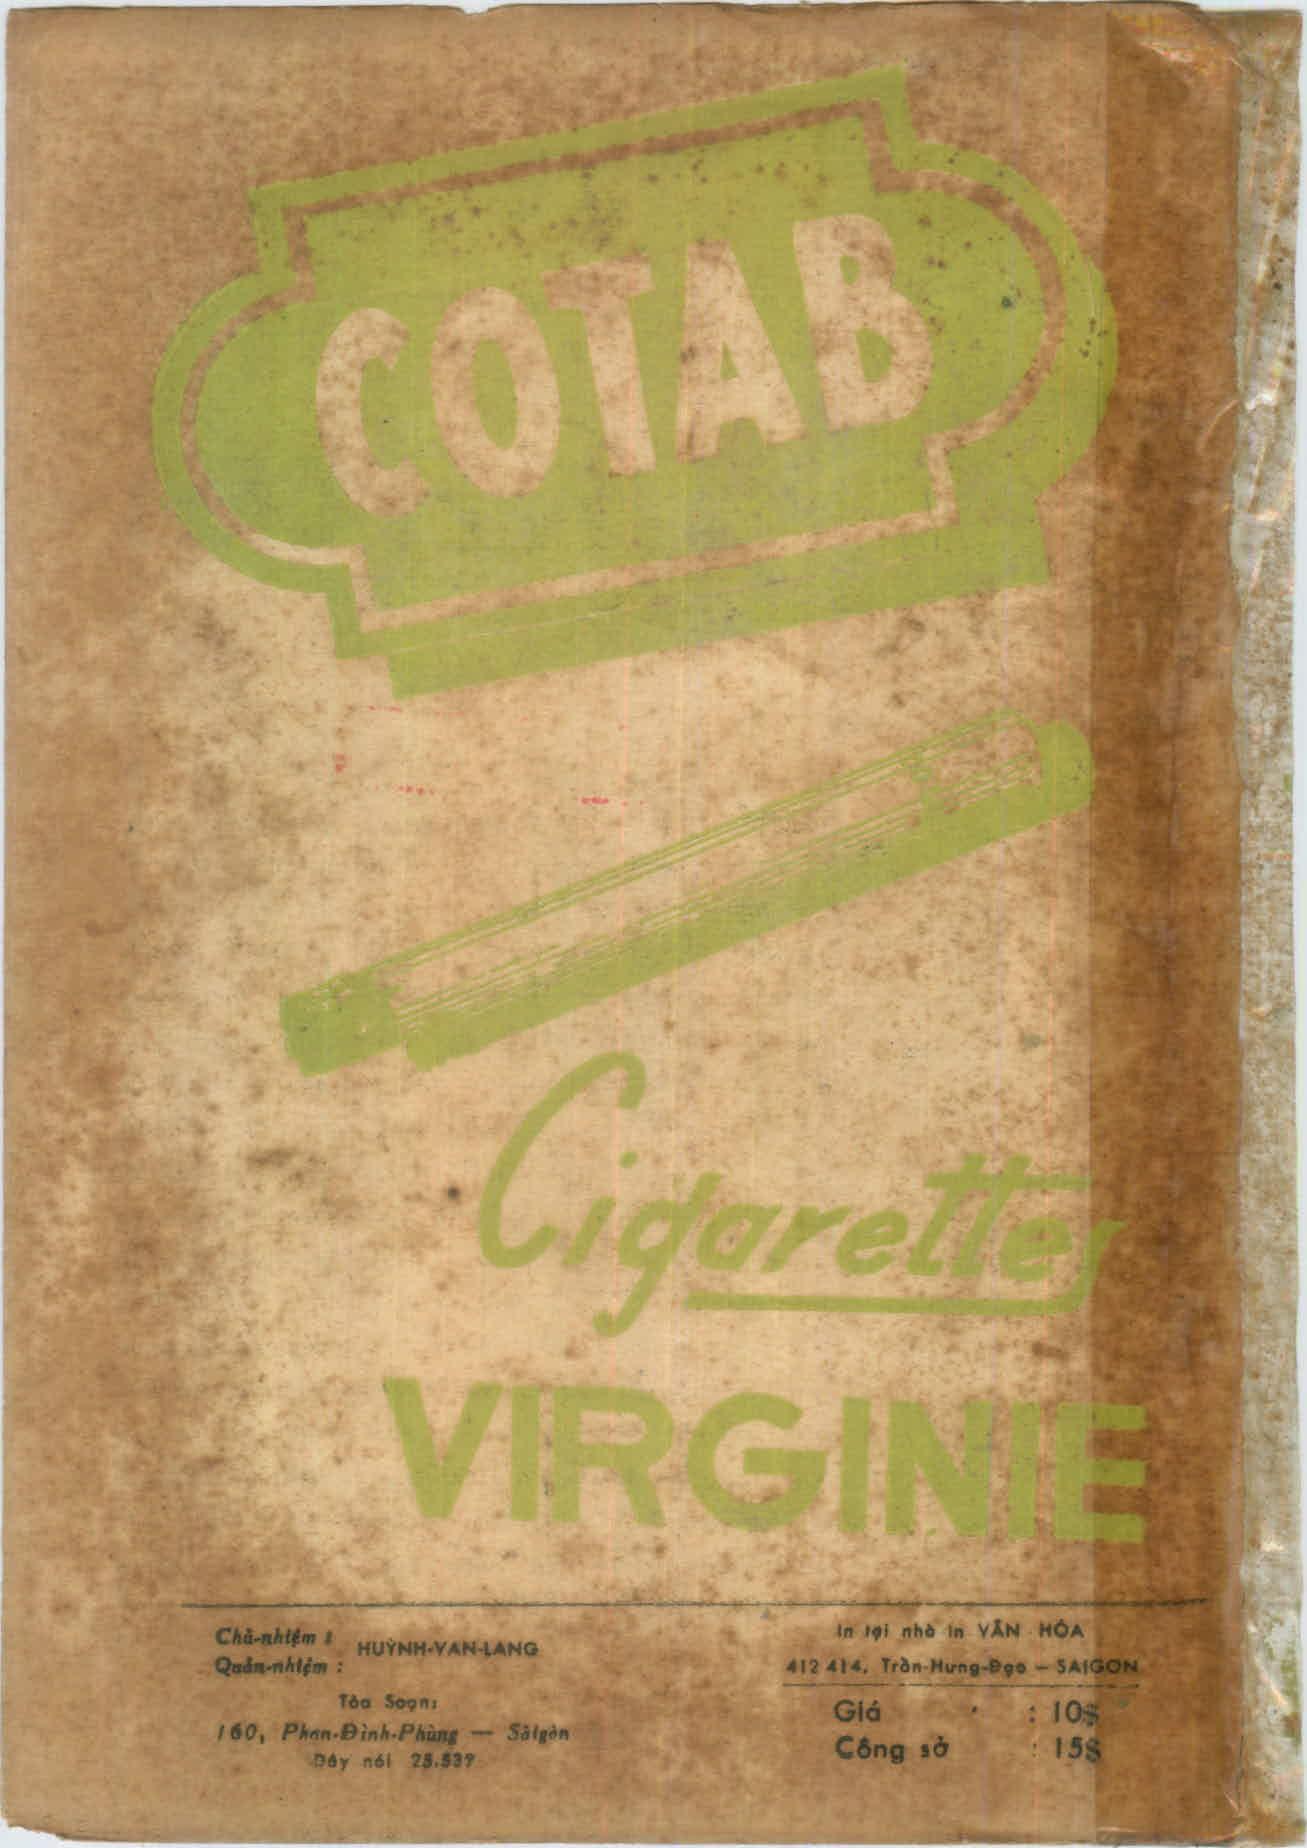 COTAB
Cigarettes
VIRGINIE
Chủ-nhiệm :
Quản-nhiệm :
HUỲNH-VAN-LANG
Tòa Soạn:
160, Phan-Đình-Phùng — Sàigòn
Dây nói 25.539
In tại nhà in VĂN HÓA
412 414, Trần-Hưng-Đạo — SAIGON
Giá : 10$
Công sở : 15$